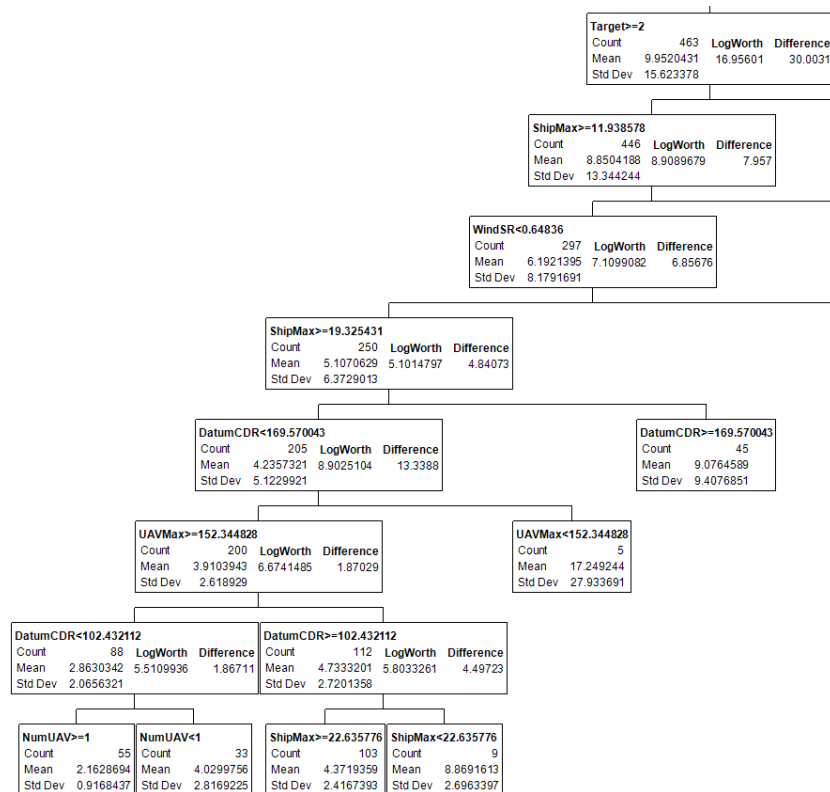 Target>=2
Count 463 LogWorth Difference
Mean 9.9520431 16.95601 30.0031
Std Dev 15.623378
ShipMax>=11.938578
Count 446 LogWorth Difference
Mean 8.8504188 8.9089679 7.957
Std Dev 13.344244
WindSR<0.64836
Count 297 LogWorth Difference
Mean 6.1921395 7.1099082 6.85676
Std Dev 8.1791691
ShipMax>=19.325431
Count 250 LogWorth Difference
Mean 5.1070629 5.1014797 4.84073
Std Dev 6.3729013
DatumCDR<169.570043
Count 205 LogWorth Difference
Mean 4.2357321 8.9025104 13.3388
Std Dev 5.1229921
DatumCDR>=169.570043
Count 45
Mean 9.0764589
Std Dev 9.4076851
UAVMax>=152.344828
Count 200 LogWorth Difference
Mean 3.9103943 6.6741485 1.87029
Std Dev 2.618929
UAVMax<152.344828
Count 5
Mean 17.249244
Std Dev 27.933691
DatumCDR<102.432112
Count 88 LogWorth Difference
Mean 2.8630342 5.5109936 1.86711
Std Dev 2.0656321
DatumCDR>=102.432112
Count 112 LogWorth Difference
Mean 4.7333201 5.8033261 4.49723
Std Dev 2.7201358
NumUAV>=1
Count 55
Mean 2.1628694
Std Dev 0.9168437
NumUAV<1
Count 33
Mean 4.0299756
Std Dev 2.8169225
ShipMax>=22.635776
Count 103
Mean 4.3719359
Std Dev 2.4167393
ShipMax<22.635776
Count 9
Mean 8.8691613
Std Dev 2.6963397